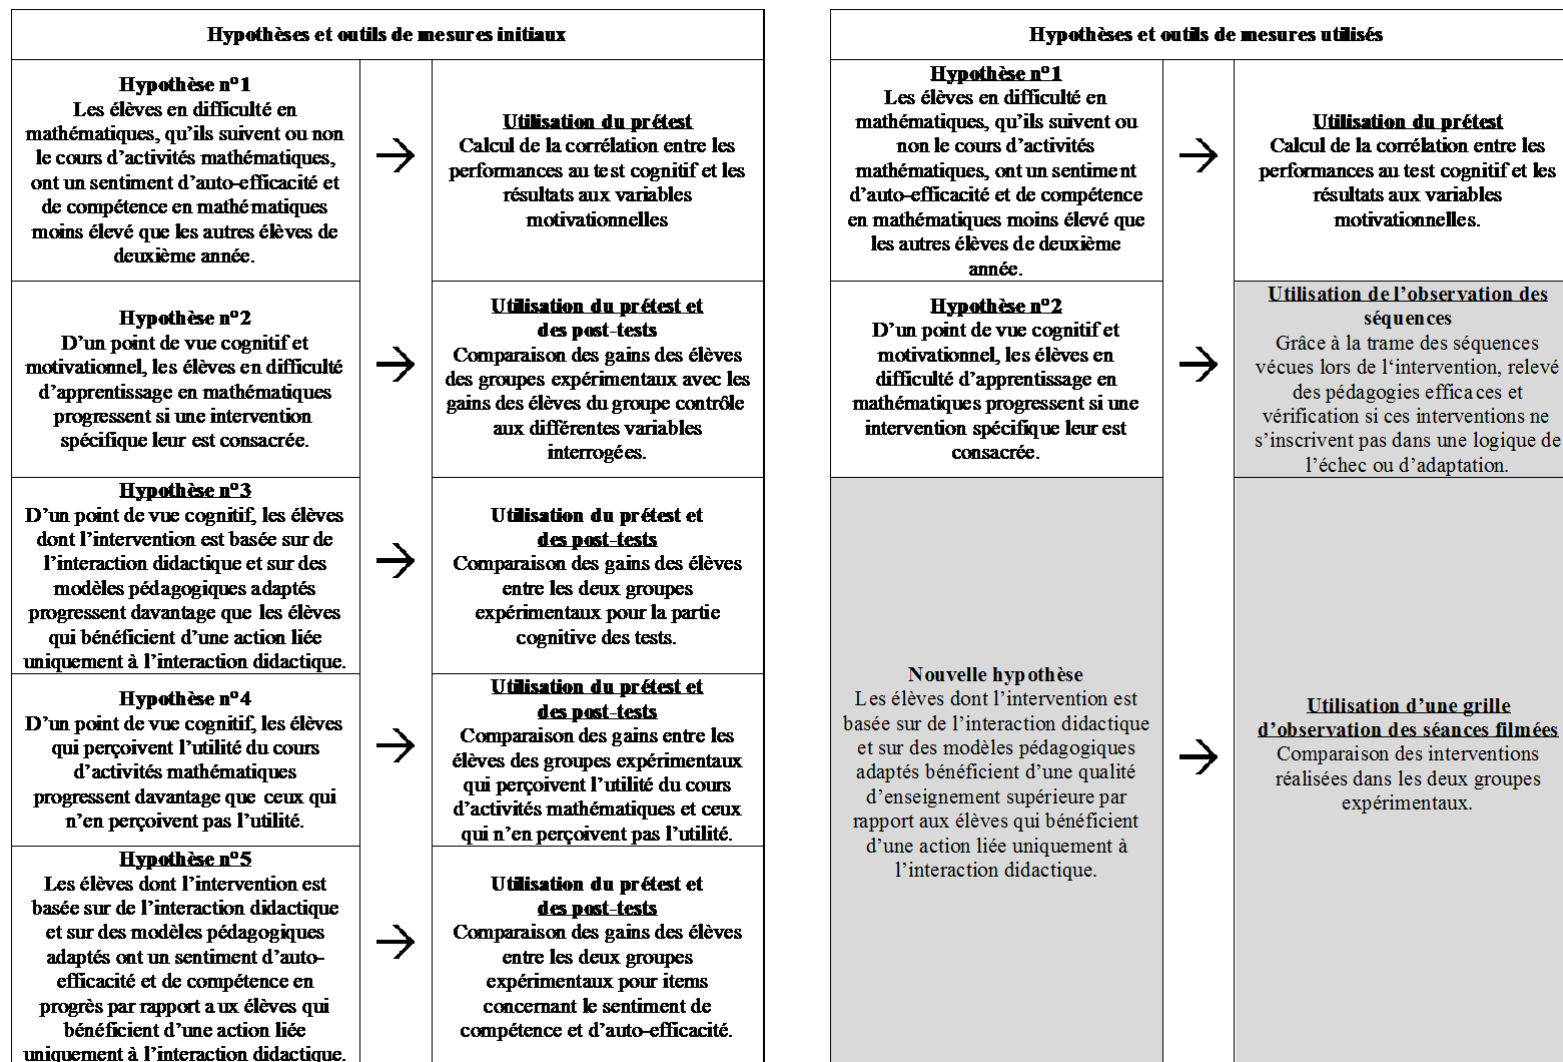 Hypothèses et outils de mesures initiaux
Hypothèse n°1
Les élèves en difficulté en
mathématiques, qu'ils suivent ou non
le cours d'activités mathématiques,
ont un sentiment d'auto-efficacité et
de compétence en mathématiques
moins élevé que les autres élèves de
deuxième année.
→
Utilisation du prétest
Calcul de la corrélation entre les
performances au test cognitif et les
résultats aux variables
motivationnelles
Hypothèse n°2
D'un point de vue cognitif et
motivationnel, les élèves en difficulté
d'apprentissage en mathématiques
progressent si une intervention
spécifique leur est consacrée.
→
Utilisation du prétest et
des post-tests
Comparaison des gains des élèves
des groupes expérimentaux avec les
gains des élèves du groupe contrôle
aux différentes variables
interrogées.
Hypothèse n°3
D'un point de vue cognitif, les élèves
dont l'intervention est basée sur de
l'interaction didactique et sur des
modèles pédagogiques adaptés
progressent davantage que les élèves
qui bénéficient d'une action liée
uniquement à l'interaction didactique.
→
Utilisation du prétest et
des post-tests
Comparaison des gains des élèves
entre les deux groupes
expérimentaux pour la partie
cognitive des tests.
Hypothèse n°4
D'un point de vue cognitif, les élèves
qui perçoivent l'utilité du cours
d'activités mathématiques
progressent davantage que ceux qui
n'en perçoivent pas l'utilité.
→
Utilisation du prétest et
des post-tests
Comparaison des gains entre les
élèves des groupes expérimentaux
qui perçoivent l'utilité du cours
d'activités mathématiques et ceux
qui n'en perçoivent pas l'utilité.
Hypothèse n°5
Les élèves dont l'intervention est
basée sur de l'interaction didactique
et sur des modèles pédagogiques
adaptés ont un sentiment d'auto-
efficacité et de compétence en
progrès par rapport aux élèves qui
bénéficient d'une action liée
uniquement à l'interaction didactique.
→
Utilisation du prétest et
des post-tests
Comparaison des gains des élèves
entre les deux groupes
expérimentaux pour items
concernant le sentiment de
compétence et d'auto-efficacité.
Hypothèses et outils de mesures utilisés
Hypothèse n°1
Les élèves en difficulté en
mathématiques, qu'ils suivent ou
non le cours d'activités
mathématiques, ont un sentiment
d'auto-efficacité et de compétence
en mathématiques moins élevé que
les autres élèves de deuxième
année.
→
Utilisation du prétest
Calcul de la corrélation entre les
performances au test cognitif et les
résultats aux variables
motivationnelles.
Hypothèse n°2
D'un point de vue cognitif et
motivationnel, les élèves en
difficulté d'apprentissage en
mathématiques progressent si une
intervention spécifique leur est
consacrée.
→
Utilisation de l'observation des
séquences
Grâce à la trame des séquences
vécues lors de l'intervention, relevé
des pédagogies efficaces et
vérification si ces interventions ne
s'inscrivent pas dans une logique de
l'échec ou d'adaptation.
Nouvelle hypothèse
Les élèves dont l'intervention est
basée sur de l'interaction didactique
et sur des modèles pédagogiques
adaptés bénéficient d'une qualité
d'enseignement supérieure par
rapport aux élèves qui bénéficient
d'une action liée uniquement à
l'interaction didactique.
→
Utilisation d'une grille
d'observation des séances filmées
Comparaison des interventions
réalisées dans les deux groupes
expérimentaux.